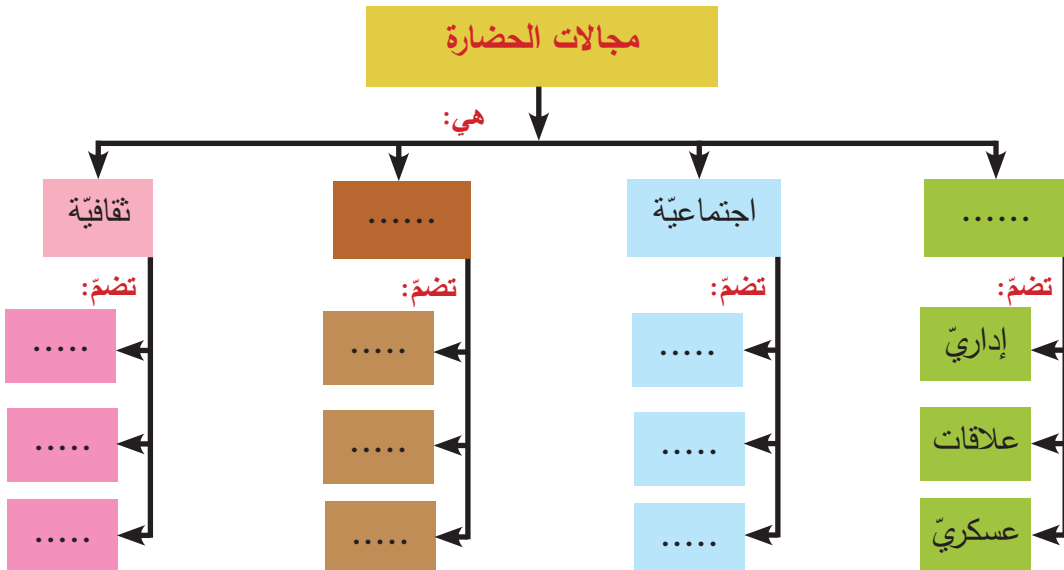 مجالات الحضارة
هي:
......
اجتماعيّة
......
ثقافيّة
تضمّ:
تضمّ:
تضمّ:
تضمّ:
إداريّ
.....
.....
.....
علاقات
.....
.....
.....
عسكريّ
.....
.....
.....